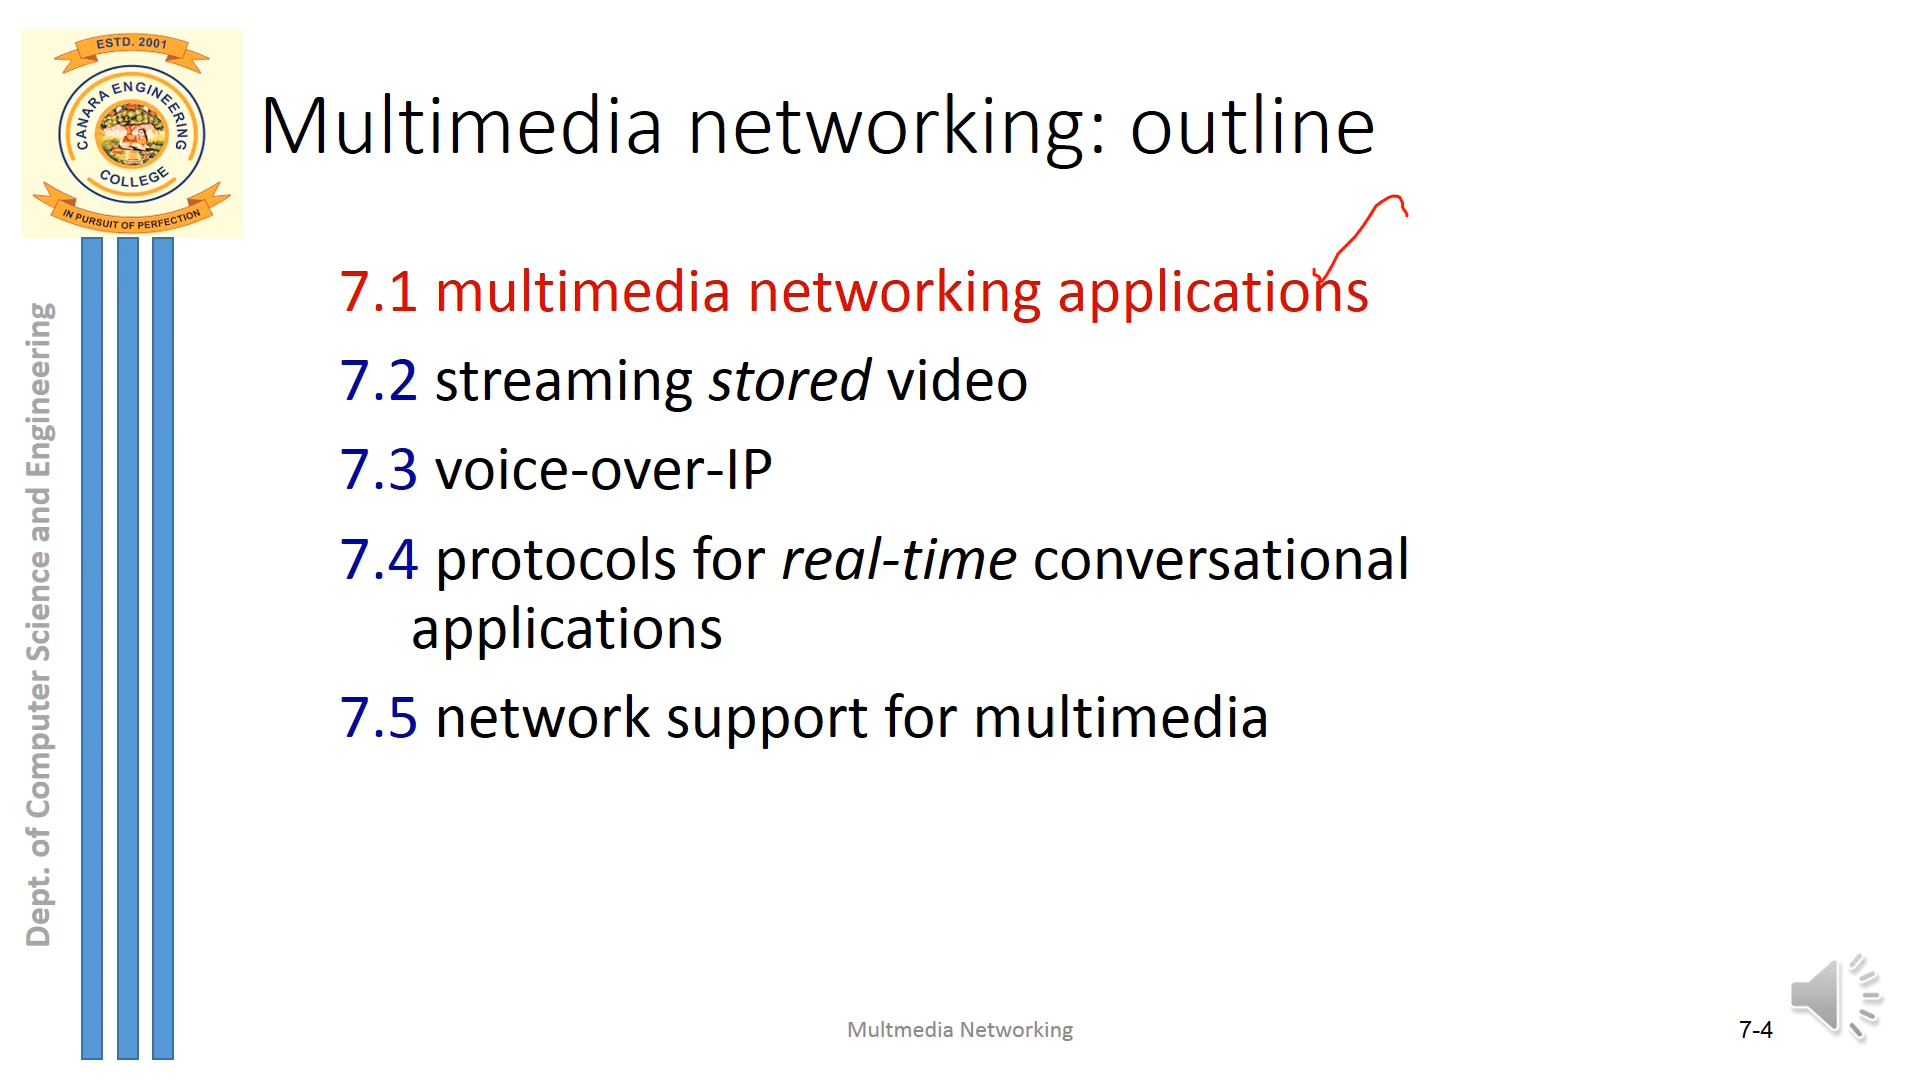 ESTD. 2001
CANARA ENGINEERING
COLLEGE
IN PURSUIT OF PERFECTION
Multimedia networking: outline
7.1 multimedia networking applications
7.2 streaming stored video
7.3 voice-over-IP
7.4 protocols for real-time conversational
applications
7.5 network support for multimedia
Dept. of Computer Science and Engineering
Multmedia Networking
7-4